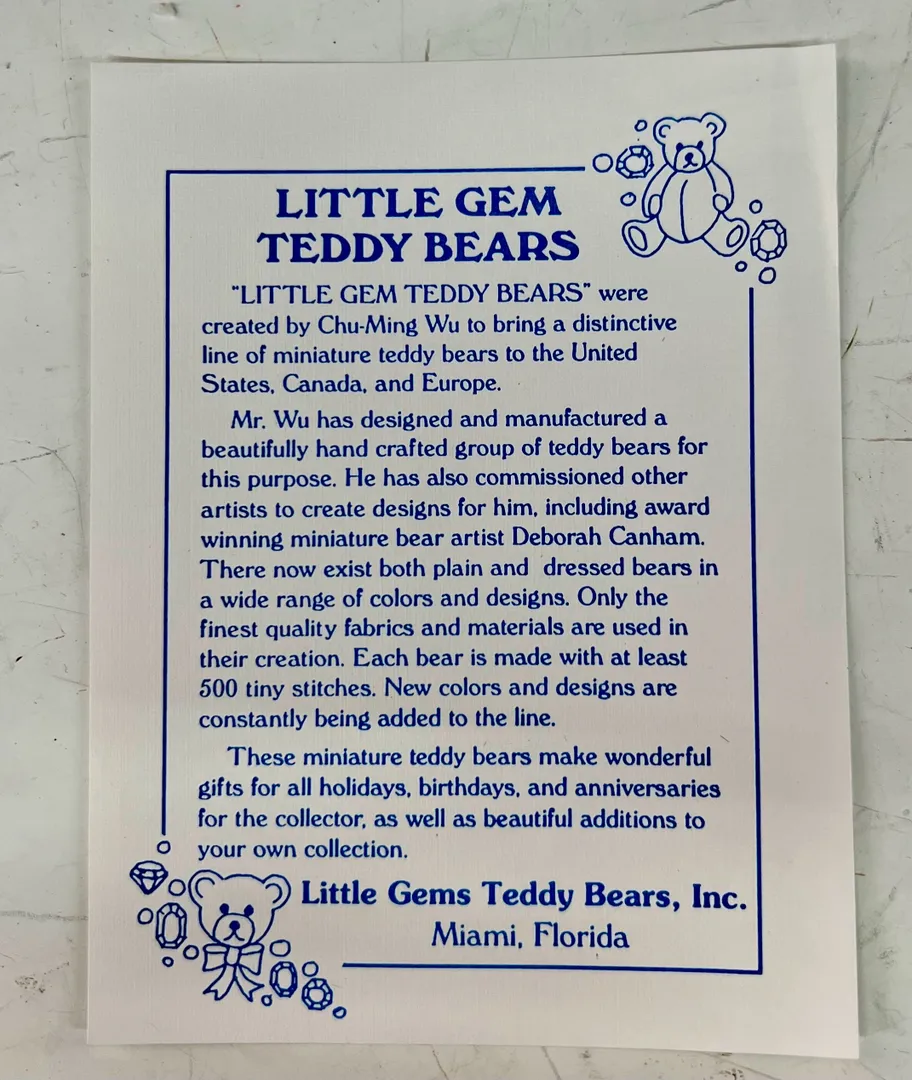 LITTLE GEM
TEDDY BEARS
"LITTLE GEM TEDDY BEARS" were
created by Chu-Ming Wu to bring a distinctive
line of miniature teddy bears to the United
States, Canada, and Europe.
Mr. Wu has designed and manufactured a
beautifully hand crafted group of teddy bears for
this purpose. He has also commissioned other
artists to create designs for him, including award
winning miniature bear artist Deborah Canham.
There now exist both plain and dressed bears in
a wide range of colors and designs. Only the
finest quality fabrics and materials are used in
their creation. Each bear is made with at least
500 tiny stitches. New colors and designs are
constantly being added to the line.
These miniature teddy bears make wonderful
gifts for all holidays, birthdays, and anniversaries
for the collector, as well as beautiful additions to
your own collection.
Little Gems Teddy Bears, Inc.
Miami, Florida